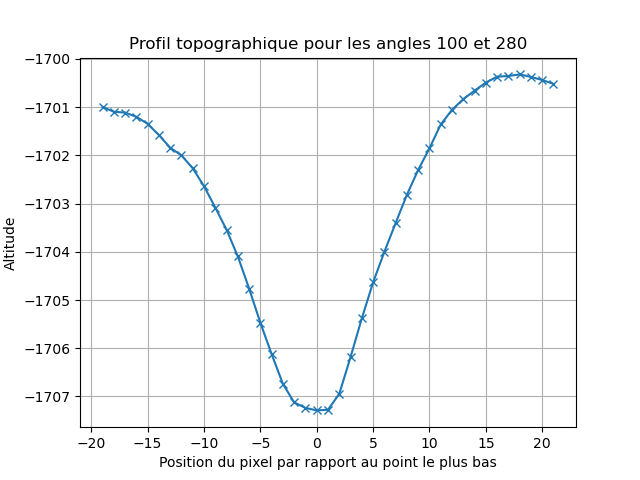 Profil topographique pour les angles 100 et 280
Altitude
−1700
−1701
−1702
−1703
−1704
−1705
−1706
−1707
−20 −15 −10 −5 0 5 10 15 20
Position du pixel par rapport au point le plus bas